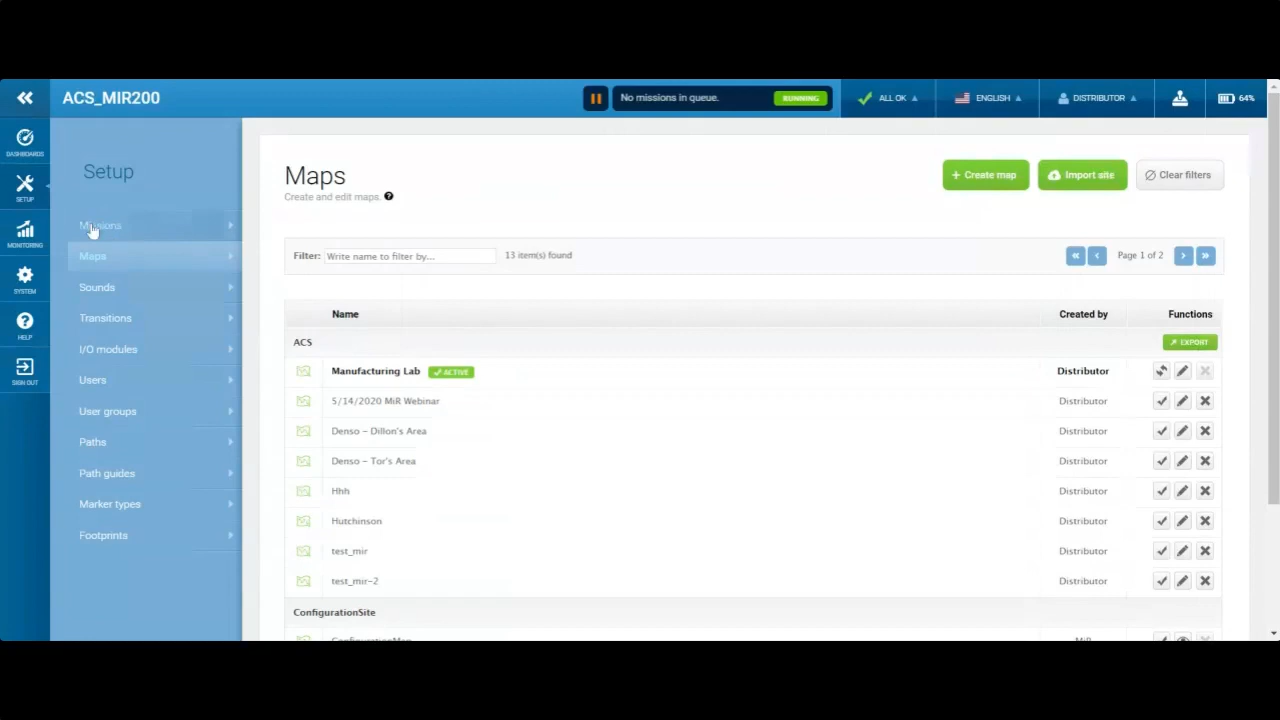 ACS_MIR200
No missions in queue.
RUNNING
ALL OK
ENGLISH
DISTRIBUTOR
64%
DASHBOARDS
SETUP
MONITORING
SYSTEM
HELP
SIGN OUT
Setup
Missions
Maps
Sounds
Transitions
I/O modules
Users
User groups
Paths
Path guides
Marker types
Footprints
Maps
Create and edit maps. ?
+ Create map
Import site
Clear filters
Filter: Write name to filter by... 13 item(s) found
« ‹ Page 1 of 2 › »
Name Created by Functions
ACS EXPORT
Manufacturing Lab ACTIVE Distributor
5/14/2020 MiR Webinar Distributor
Denso - Dillon's Area Distributor
Denso - Tor's Area Distributor
Hhh Distributor
Hutchinson Distributor
test_mir Distributor
test_mir-2 Distributor
ConfigurationSite
ConfigurationMap MiR